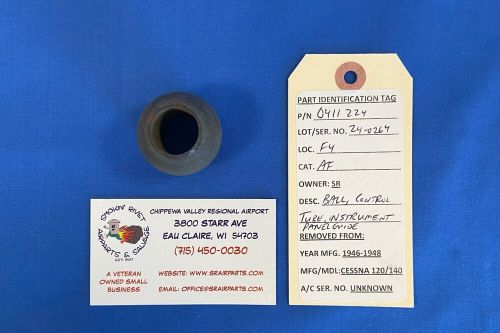 SMOKIN' RIVET
AIRPARTS & SALVAGE
CHIPPEWA VALLEY REGIONAL AIRPORT
3800 STARR AVE
EAU CLAIRE, WI 54703
(715) 450-0030
A VETERAN
OWNED SMALL
BUSINESS
WEBSITE: WWW.SRAIRPARTS.COM
EMAIL: OFFICE@SRAIRPARTS.COM
PART IDENTIFICATION TAG
P/N 0411224
LOT/SER. NO. 24-0264
LOC. F4
CAT. AF
OWNER: SR
DESC. BALL, CONTROL
TUBE, INSTRUMENT
PANEL GUIDE
REMOVED FROM:
YEAR MFG. 1946-1948
MFG/MDL: CESSNA 120/140
A/C SER. NO. UNKNOWN